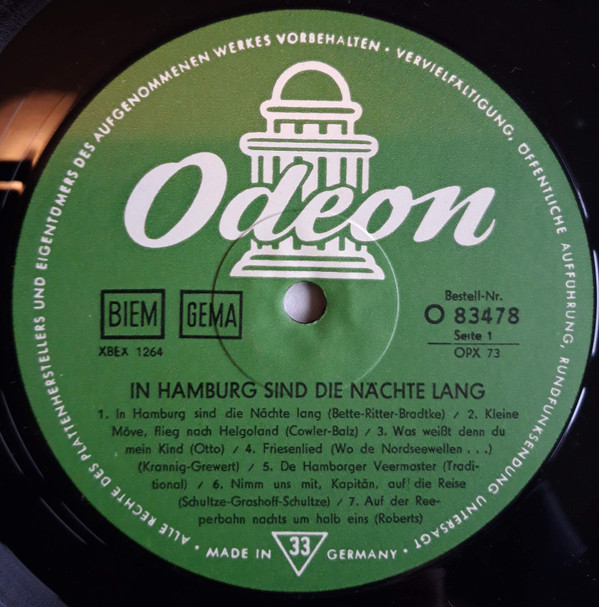 ALLE RECHTE DES PLATTENHERSTELLERS UND EIGENTÜMERS DES AUFGENOMMENEN WERKES VORBEHALTEN • VERVIELFÄLTIGUNG, ÖFFENTLICHE AUFFÜHRUNG, RUNDFUNKSENDUNG UNTERSAGT •
Odeon
BIEM GEMA
XBEX 1264
Bestell-Nr.
O 83478
Seite 1
OPX 73
IN HAMBURG SIND DIE NÄCHTE LANG
1. In Hamburg sind die Nächte lang (Bette-Ritter-Bradtke) / 2. Kleine
Möve, flieg nach Helgoland (Cowler-Balz) / 3. Was weißt denn du
mein Kind (Otto) / 4. Friesenlied (Wo de Nordseewellen . . .)
(Krannig-Grewert) / 5. De Hamborger Veermaster (Tradi-
tional) / 6. Nimm uns mit, Kapitän, auf die Reise
(Schultze-Grashoff-Schultze) / 7. Auf der Ree-
perbahn nachts um halb eins (Roberts)
MADE IN 33 GERMANY •